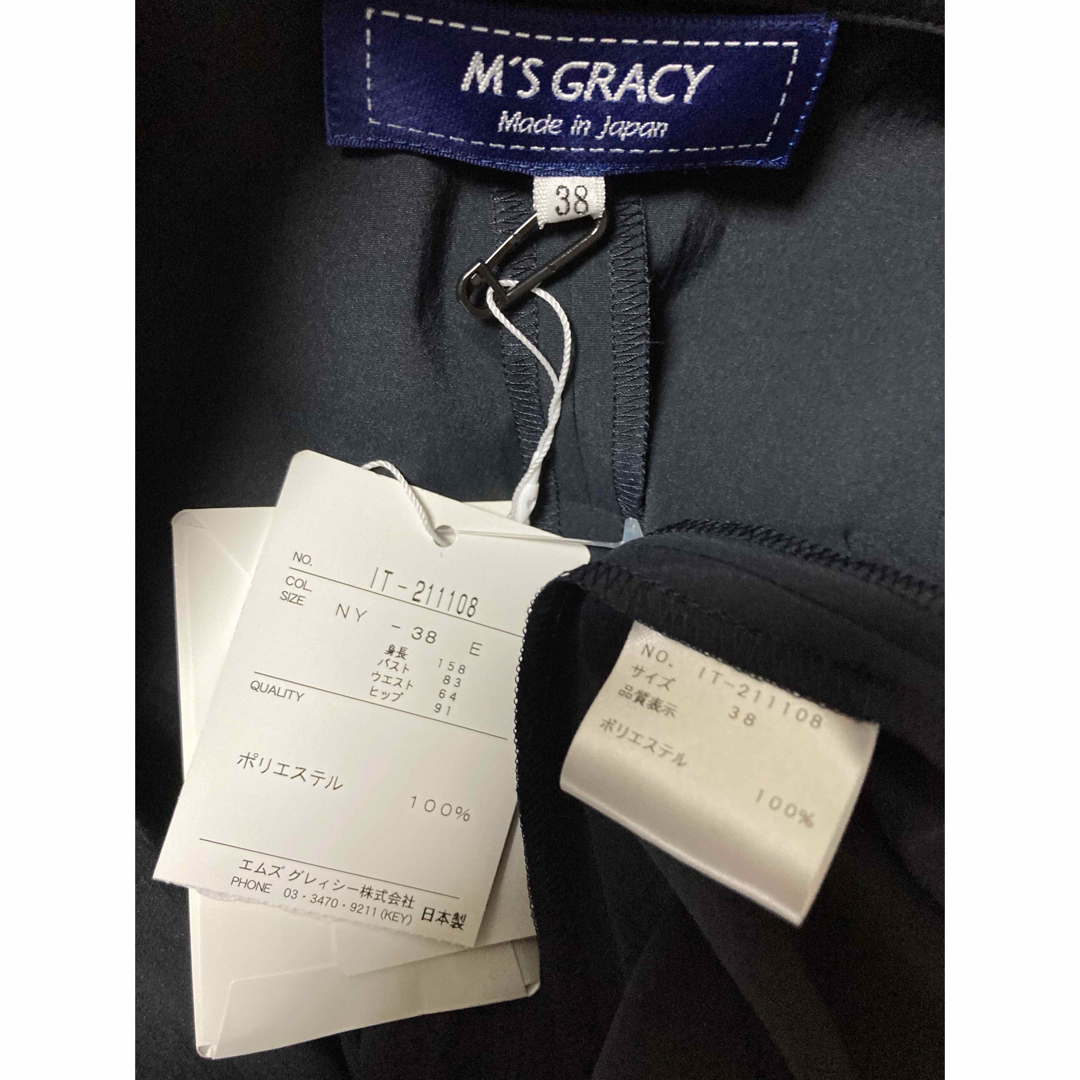 M'S GRACY
Made in Japan
38
NO. IT-211108
COL. NY -38 E
SIZE
身長 158
バスト 83
ウエスト 64
ヒップ 91
QUALITY
ポリエステル
100%
エムズ グレィシー株式会社
PHONE 03・3470・9211(KEY) 日本製
NO. IT-211108
サイズ 38
品質表示
ポリエステル
100%